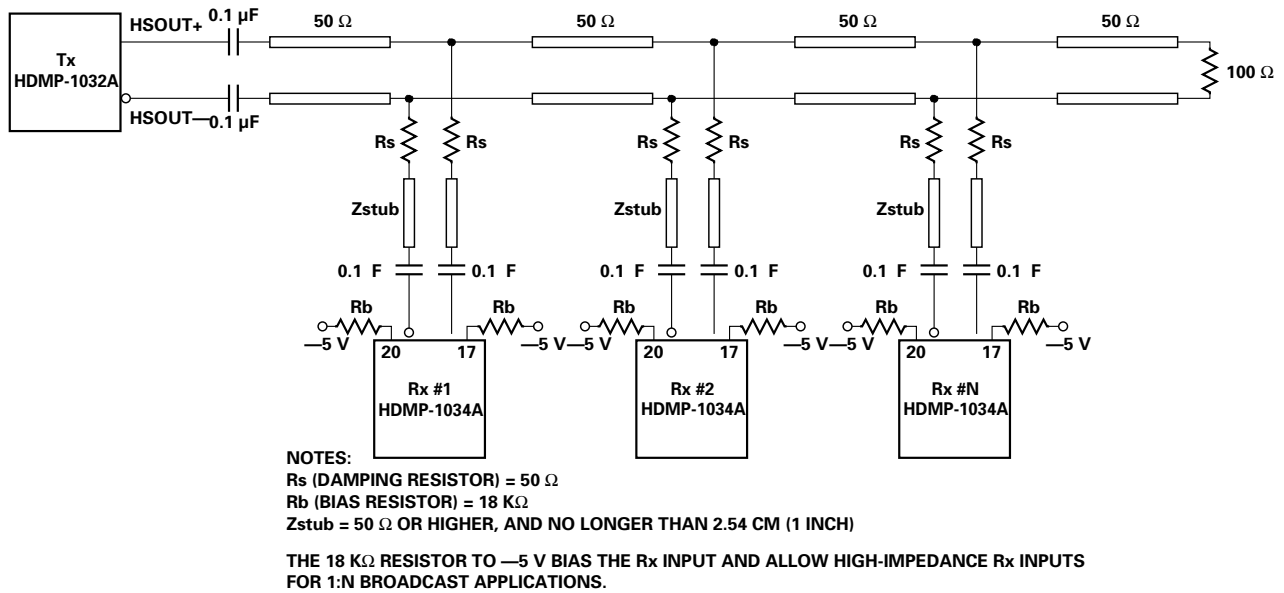 HSOUT+
0.1 µF
50 Ω
50 Ω
50 Ω
50 Ω
Tx
HDMP-1032A
100 Ω
HSOUT—
0.1 µF
Rs
Rs
Rs
Rs
Rs
Rs
Zstub
Zstub
Zstub
0.1 F
0.1 F
0.1 F
0.1 F
0.1 F
0.1 F
Rb
Rb
Rb
Rb
Rb
Rb
—5 V
—5 V
—5 V
—5 V
—5 V
—5 V
20
17
20
17
20
17
Rx #1
HDMP-1034A
Rx #2
HDMP-1034A
Rx #N
HDMP-1034A
NOTES:
Rs (DAMPING RESISTOR) = 50 Ω
Rb (BIAS RESISTOR) = 18 KΩ
Zstub = 50 Ω OR HIGHER, AND NO LONGER THAN 2.54 CM (1 INCH)
THE 18 KΩ RESISTOR TO —5 V BIAS THE Rx INPUT AND ALLOW HIGH-IMPEDANCE Rx INPUTS
FOR 1:N BROADCAST APPLICATIONS.